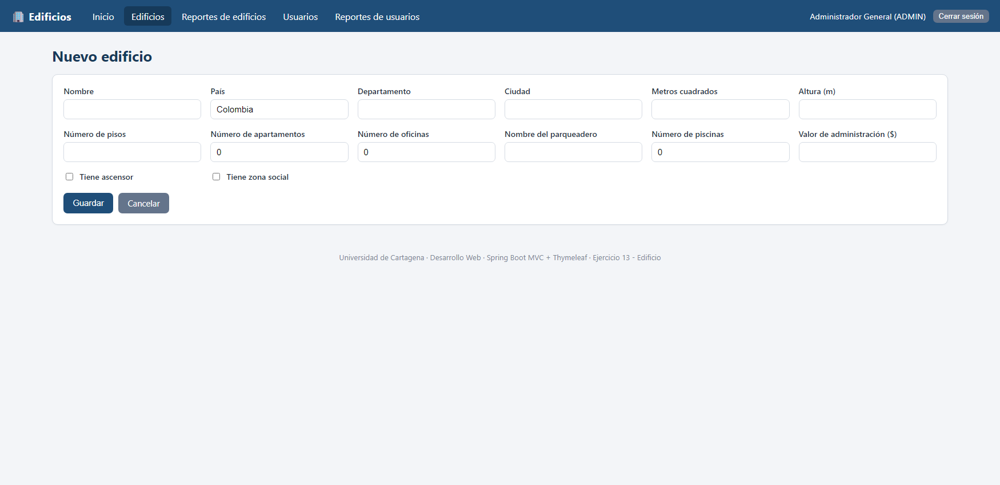 Edificios Inicio Edificios Reportes de edificios Usuarios Reportes de usuarios Administrador General (ADMIN) Cerrar sesión
Nuevo edificio
Nombre País Departamento Ciudad Metros cuadrados Altura (m)
Colombia
Número de pisos Número de apartamentos Número de oficinas Nombre del parqueadero Número de piscinas Valor de administración ($)
0 0 0
Tiene ascensor Tiene zona social
Guardar Cancelar
Universidad de Cartagena · Desarrollo Web · Spring Boot MVC + Thymeleaf · Ejercicio 13 - Edificio